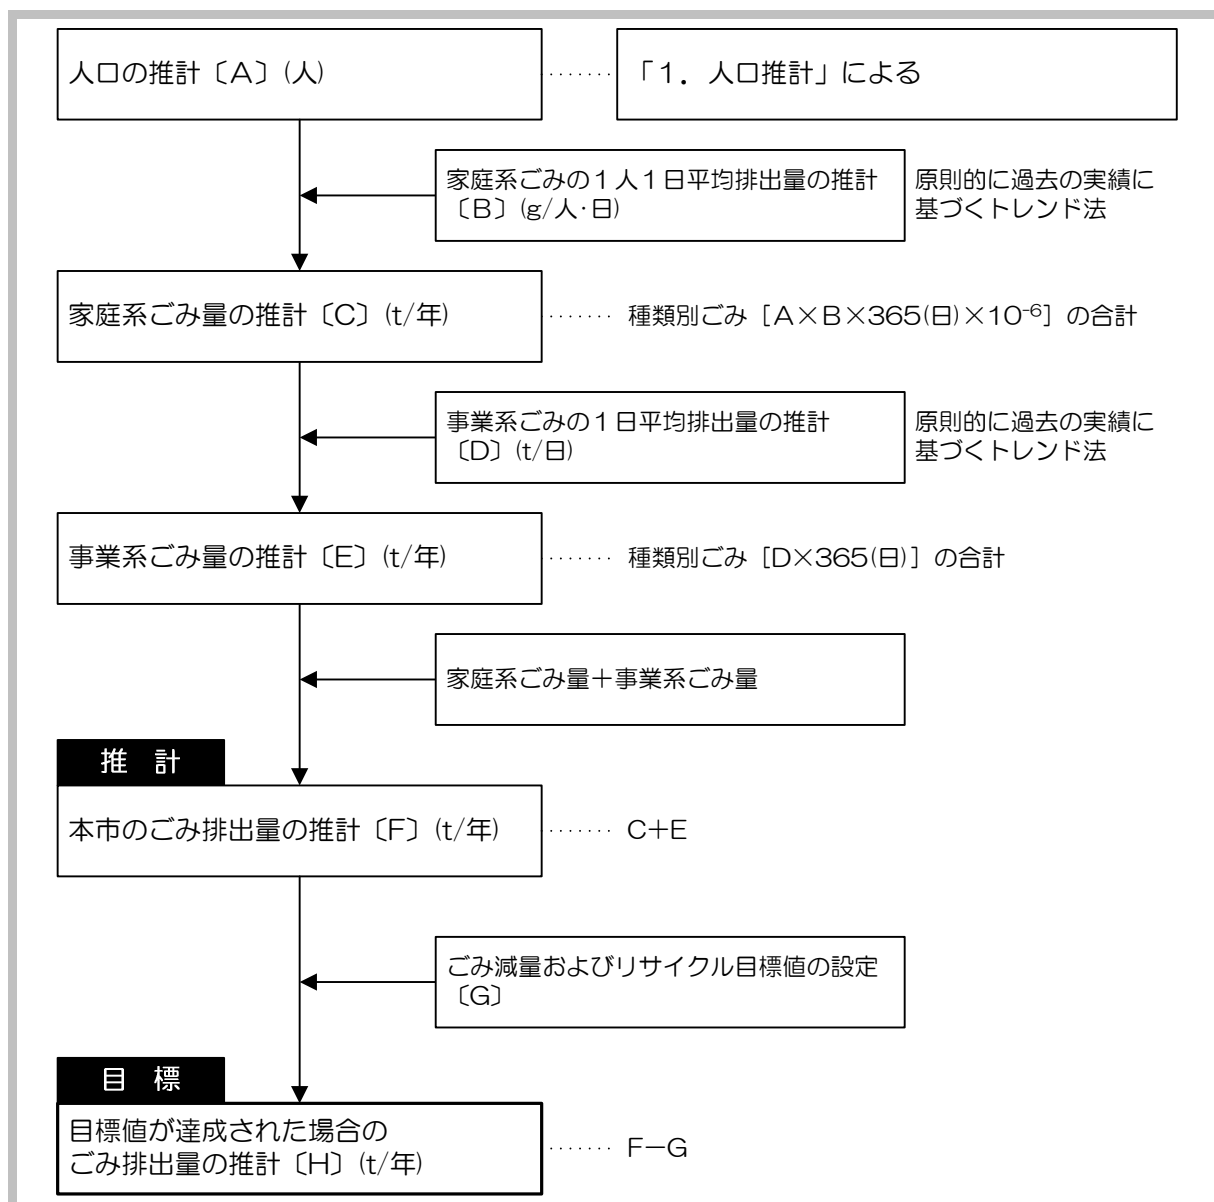 人口の推計〔A〕(人)
········
「1．人口推計」による
家庭系ごみの1人1日平均排出量の推計
〔B〕(g/人･日)
原則的に過去の実績に
基づくトレンド法
家庭系ごみ量の推計〔C〕(t/年)
········
種類別ごみ［A×B×365(日)×10⁻⁶］の合計
事業系ごみの1日平均排出量の推計
〔D〕(t/日)
原則的に過去の実績に
基づくトレンド法
事業系ごみ量の推計〔E〕(t/年)
········
種類別ごみ［D×365(日)］の合計
家庭系ごみ量＋事業系ごみ量
推　計
本市のごみ排出量の推計〔F〕(t/年)
········
C＋E
ごみ減量およびリサイクル目標値の設定
〔G〕
目　標
目標値が達成された場合の
ごみ排出量の推計〔H〕(t/年)
········
F－G